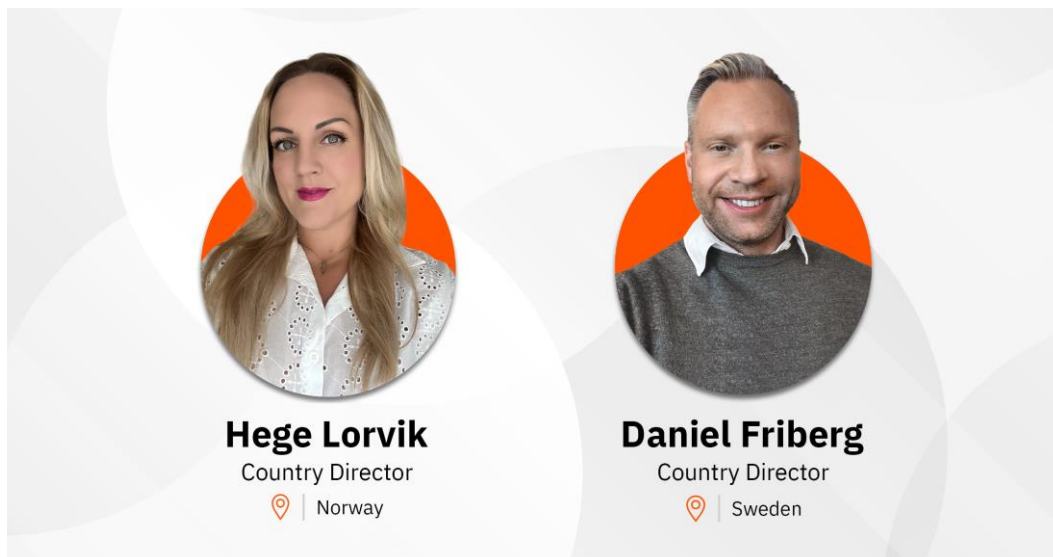 Hege Lorvik
Country Director
Norway
Daniel Friberg
Country Director
Sweden